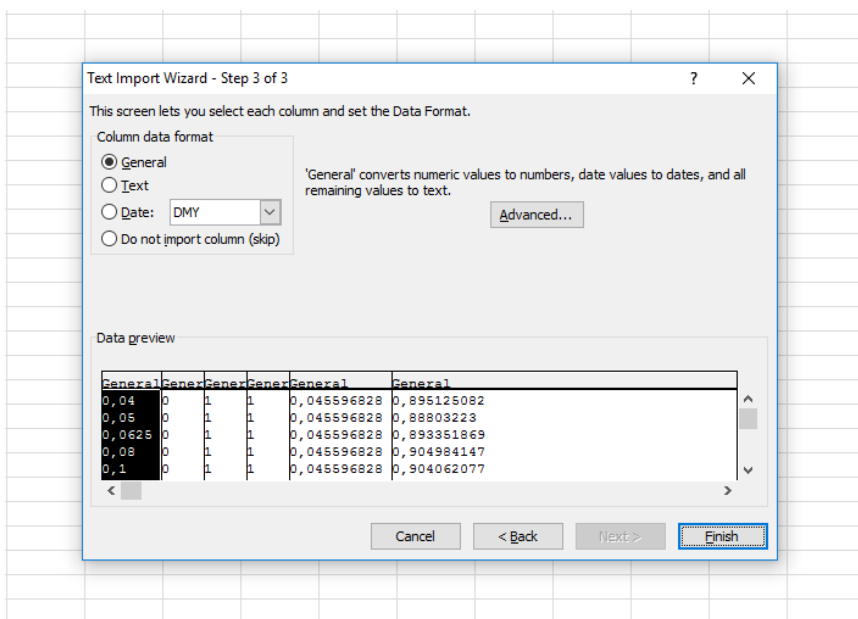 Text Import Wizard - Step 3 of 3 ? ×
This screen lets you select each column and set the Data Format.
Column data format
General
Text
Date: DMY
Do not import column (skip)
'General' converts numeric values to numbers, date values to dates, and all
remaining values to text.
Advanced...
Data preview
General Gener Gener Gener General General
0,04 0 1 1 0,045596828 0,895125082
0,05 0 1 1 0,045596828 0,88803223
0,0625 0 1 1 0,045596828 0,893351869
0,08 0 1 1 0,045596828 0,904984147
0,1 0 1 1 0,045596828 0,904062077
Cancel < Back Next > Finish